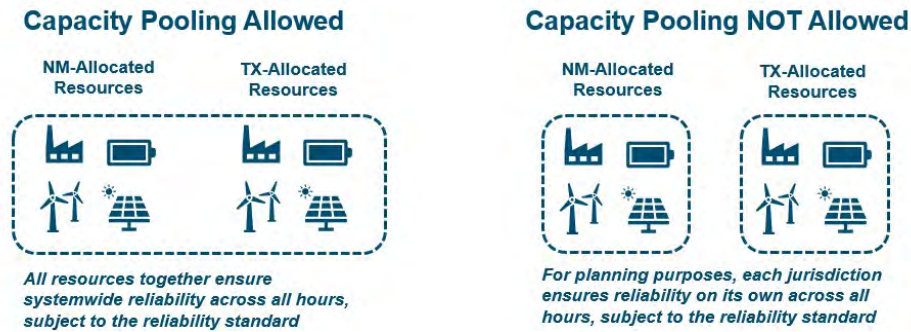 Capacity Pooling Allowed
NM-Allocated
Resources
TX-Allocated
Resources
All resources together ensure
systemwide reliability across all hours,
subject to the reliability standard
Capacity Pooling NOT Allowed
NM-Allocated
Resources
TX-Allocated
Resources
For planning purposes, each jurisdiction
ensures reliability on its own across all
hours, subject to the reliability standard